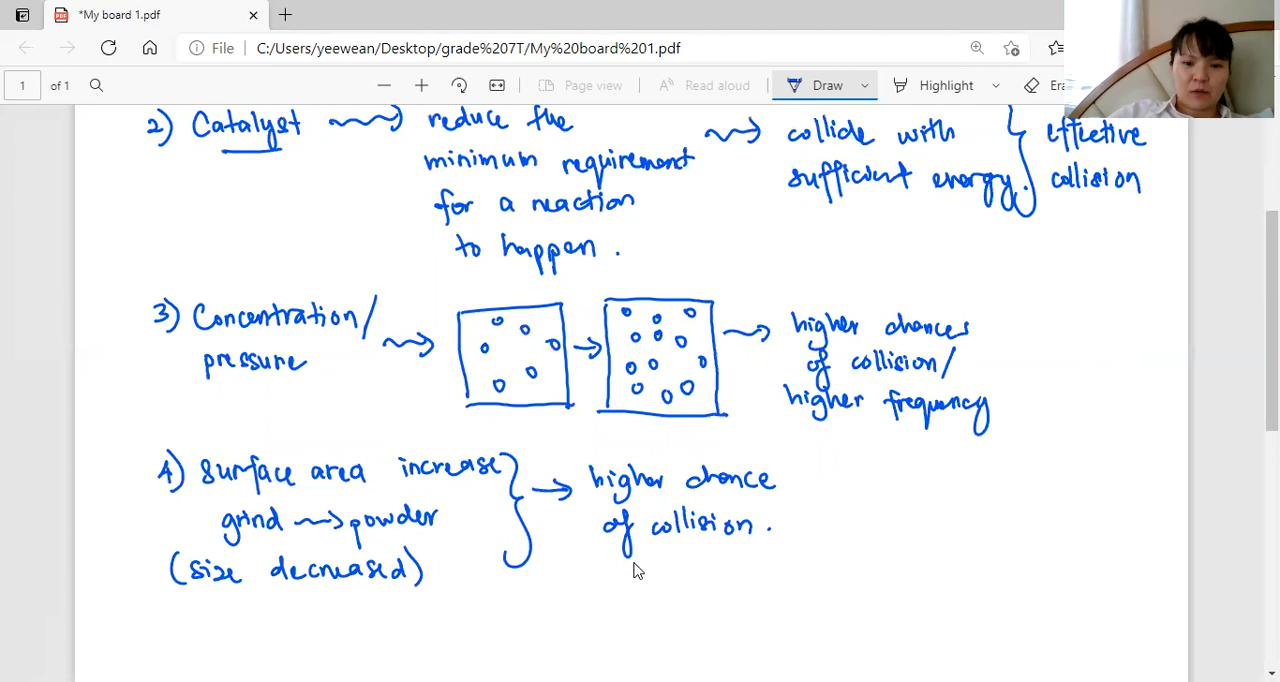 *My board 1.pdf
File C:/Users/yeewean/Desktop/grade%207T/My%20board%201.pdf
1 of 1 Page view Read aloud Draw Highlight
2) Catalyst reduce the minimum requirement for a reaction to happen. collide with sufficient energy. effective collision
3) Concentration/ pressure higher chances of collision/ higher frequency
4) Surface area increase higher chance
grind powder of collision.
(size decreased)